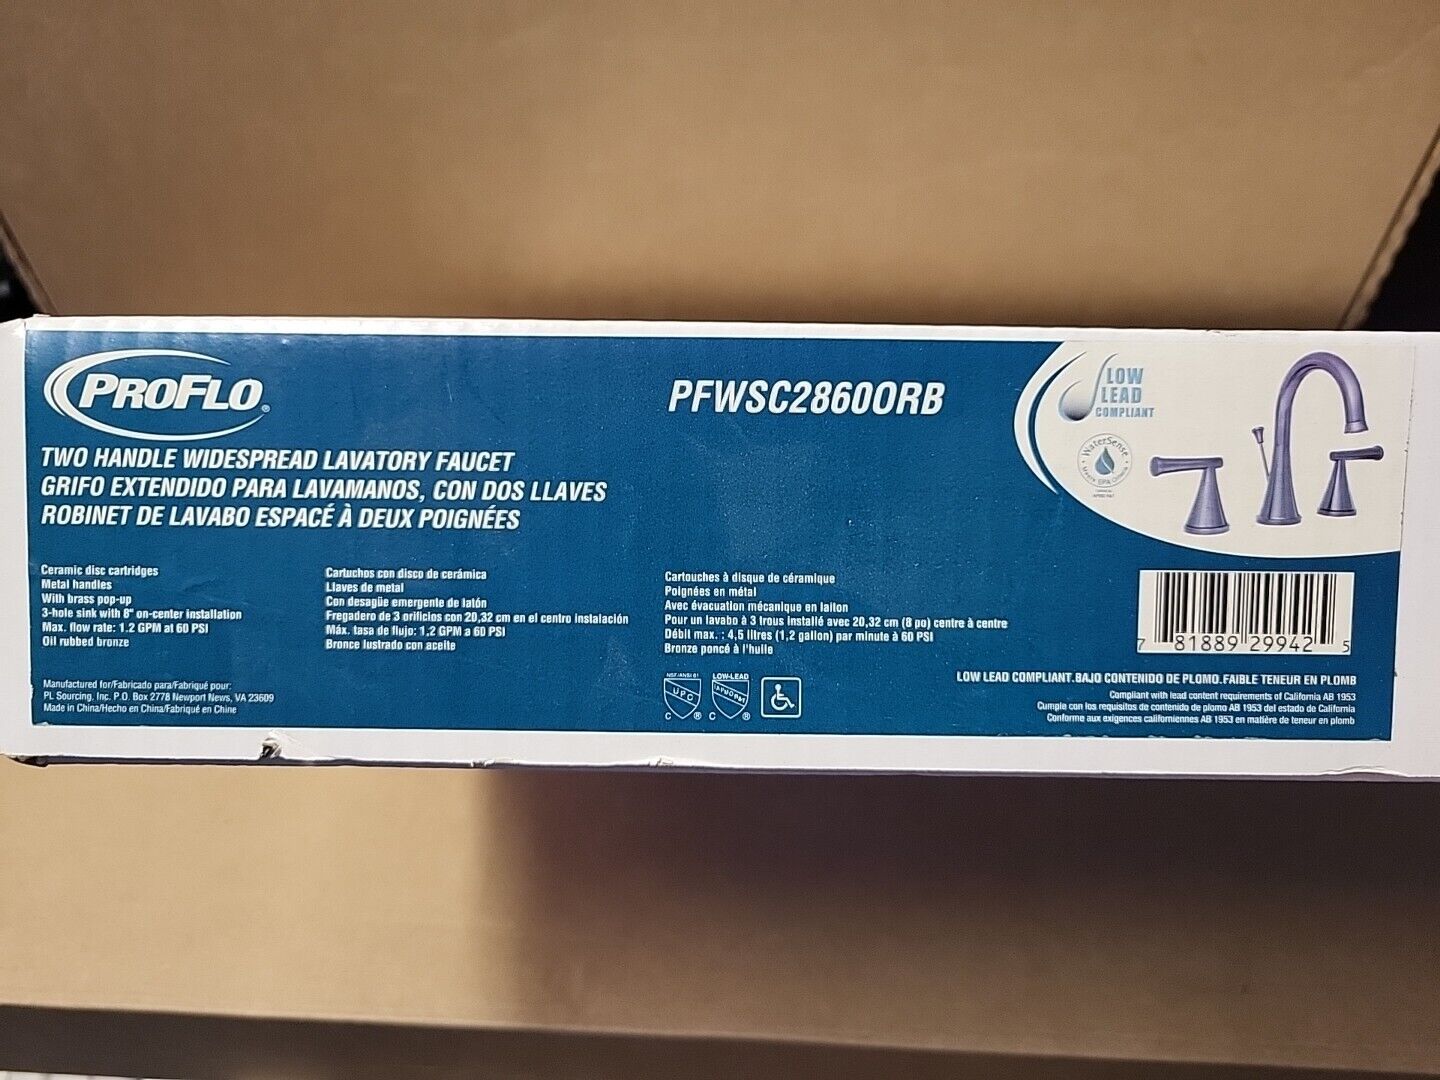 PROFLO®
PFWSC2860ORB
LOW
LEAD
COMPLIANT
WaterSense
Meets EPA Criteria
TWO HANDLE WIDESPREAD LAVATORY FAUCET
GRIFO EXTENDIDO PARA LAVAMANOS, CON DOS LLAVES
ROBINET DE LAVABO ESPACÉ À DEUX POIGNÉES
Ceramic disc cartridges
Metal handles
With brass pop-up
3-hole sink with 8" on-center installation
Max. flow rate: 1.2 GPM at 60 PSI
Oil rubbed bronze
Cartuchos con disco de cerámica
Llaves de metal
Con desagüe emergente de latón
Fregadero de 3 orificios con 20,32 cm en el centro instalación
Máx. tasa de flujo: 1,2 GPM a 60 PSI
Bronce lustrado con aceite
Cartouches à disque de céramique
Poignées en métal
Avec évacuation mécanique en laiton
Pour un lavabo à 3 trous installé avec 20,32 cm (8 po) centre à centre
Débit max. : 4,5 litres (1,2 gallon) par minute à 60 PSI
Bronze poncé à l'huile
7 81889 29942 5
Manufactured for/Fabricado para/Fabriqué pour:
PL Sourcing, Inc. P.O. Box 2778 Newport News, VA 23609
Made in China/Hecho en China/Fabriqué en Chine
NSF/ANSI 61
UPC
C ®
LOW-LEAD
C ®
LOW LEAD COMPLIANT.BAJO CONTENIDO DE PLOMO.FAIBLE TENEUR EN PLOMB
Compliant with lead content requirements of California AB 1953
Cumple con los requisitos de contenido de plomo AB 1953 del estado de California
Conforme aux exigences californiennes AB 1953 en matière de teneur en plomb